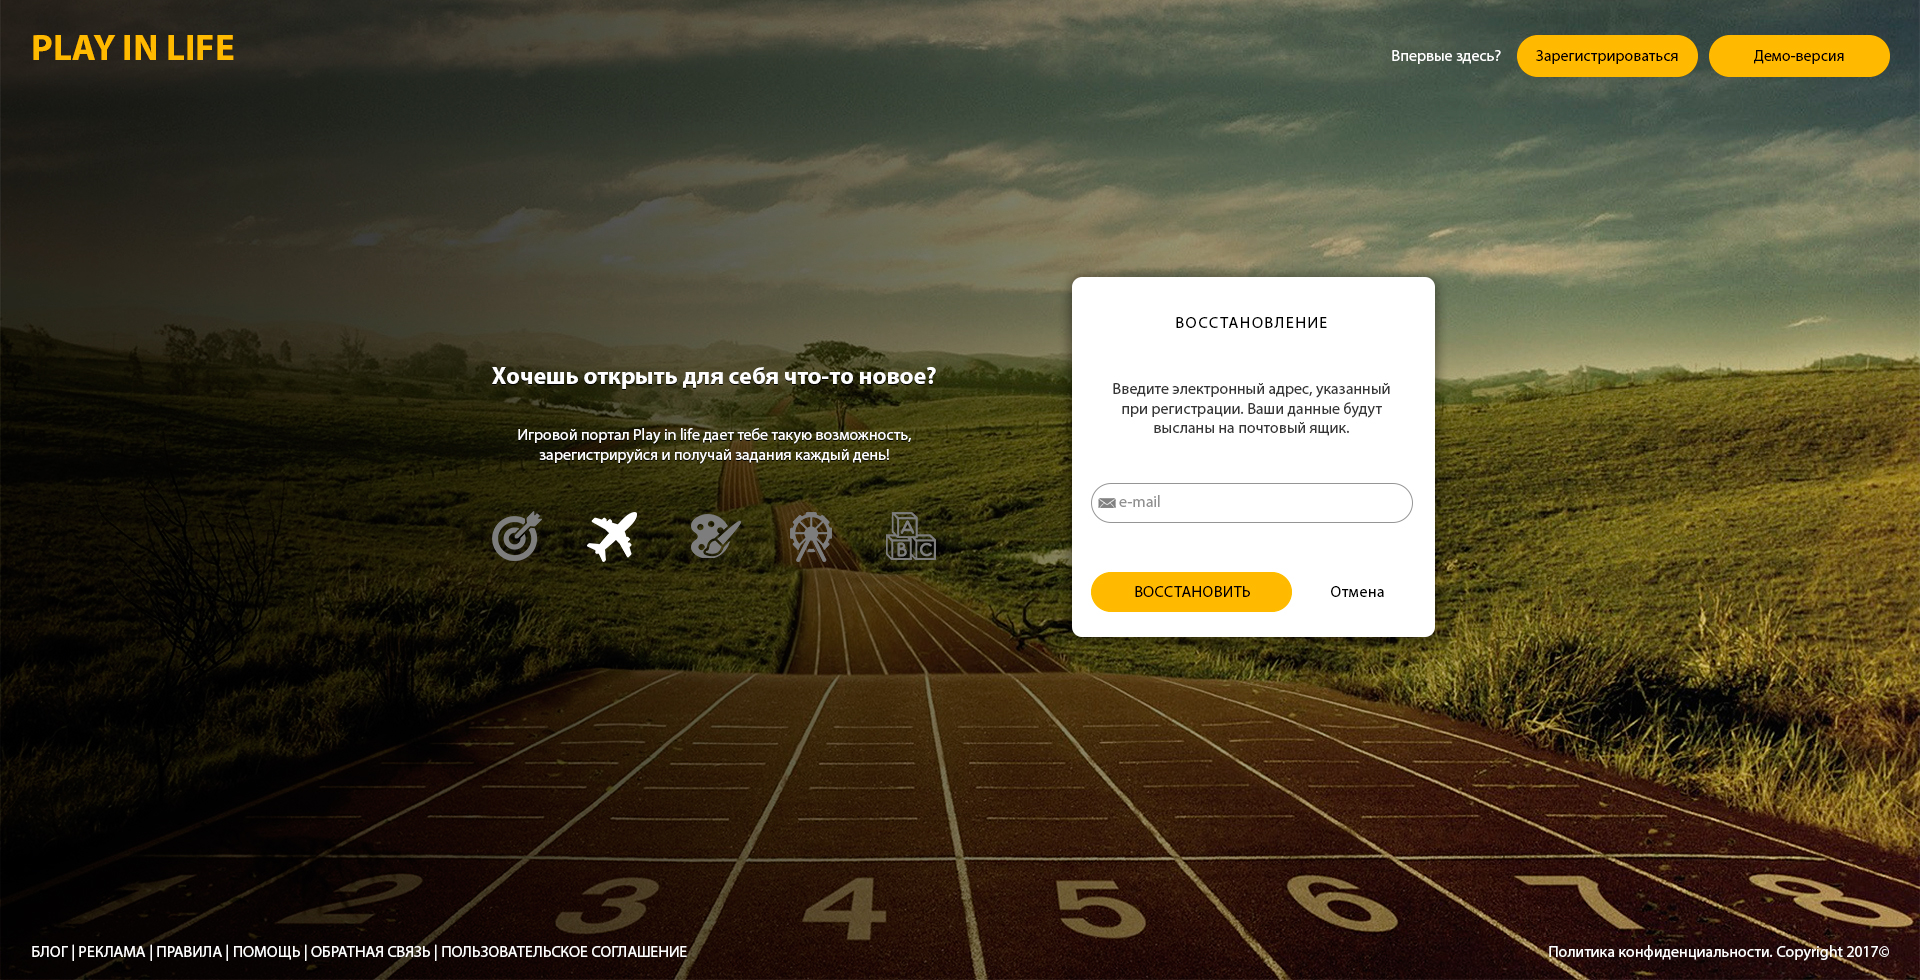 PLAY IN LIFE
Впервые здесь?
Зарегистрироваться
Демо-версия
Хочешь открыть для себя что-то новое?
Игровой портал Play in life дает тебе такую возможность,
зарегистрируйся и получай задания каждый день!
A
B C
ВОССТАНОВЛЕНИЕ
Введите электронный адрес, указанный
при регистрации. Ваши данные будут
высланы на почтовый ящик.
e-mail
ВОССТАНОВИТЬ
Отмена
1 2 3 4 5 6 7 8
БЛОГ | РЕКЛАМА | ПРАВИЛА | ПОМОЩЬ | ОБРАТНАЯ СВЯЗЬ | ПОЛЬЗОВАТЕЛЬСКОЕ СОГЛАШЕНИЕ
Политика конфиденциальности. Copyright 2017©